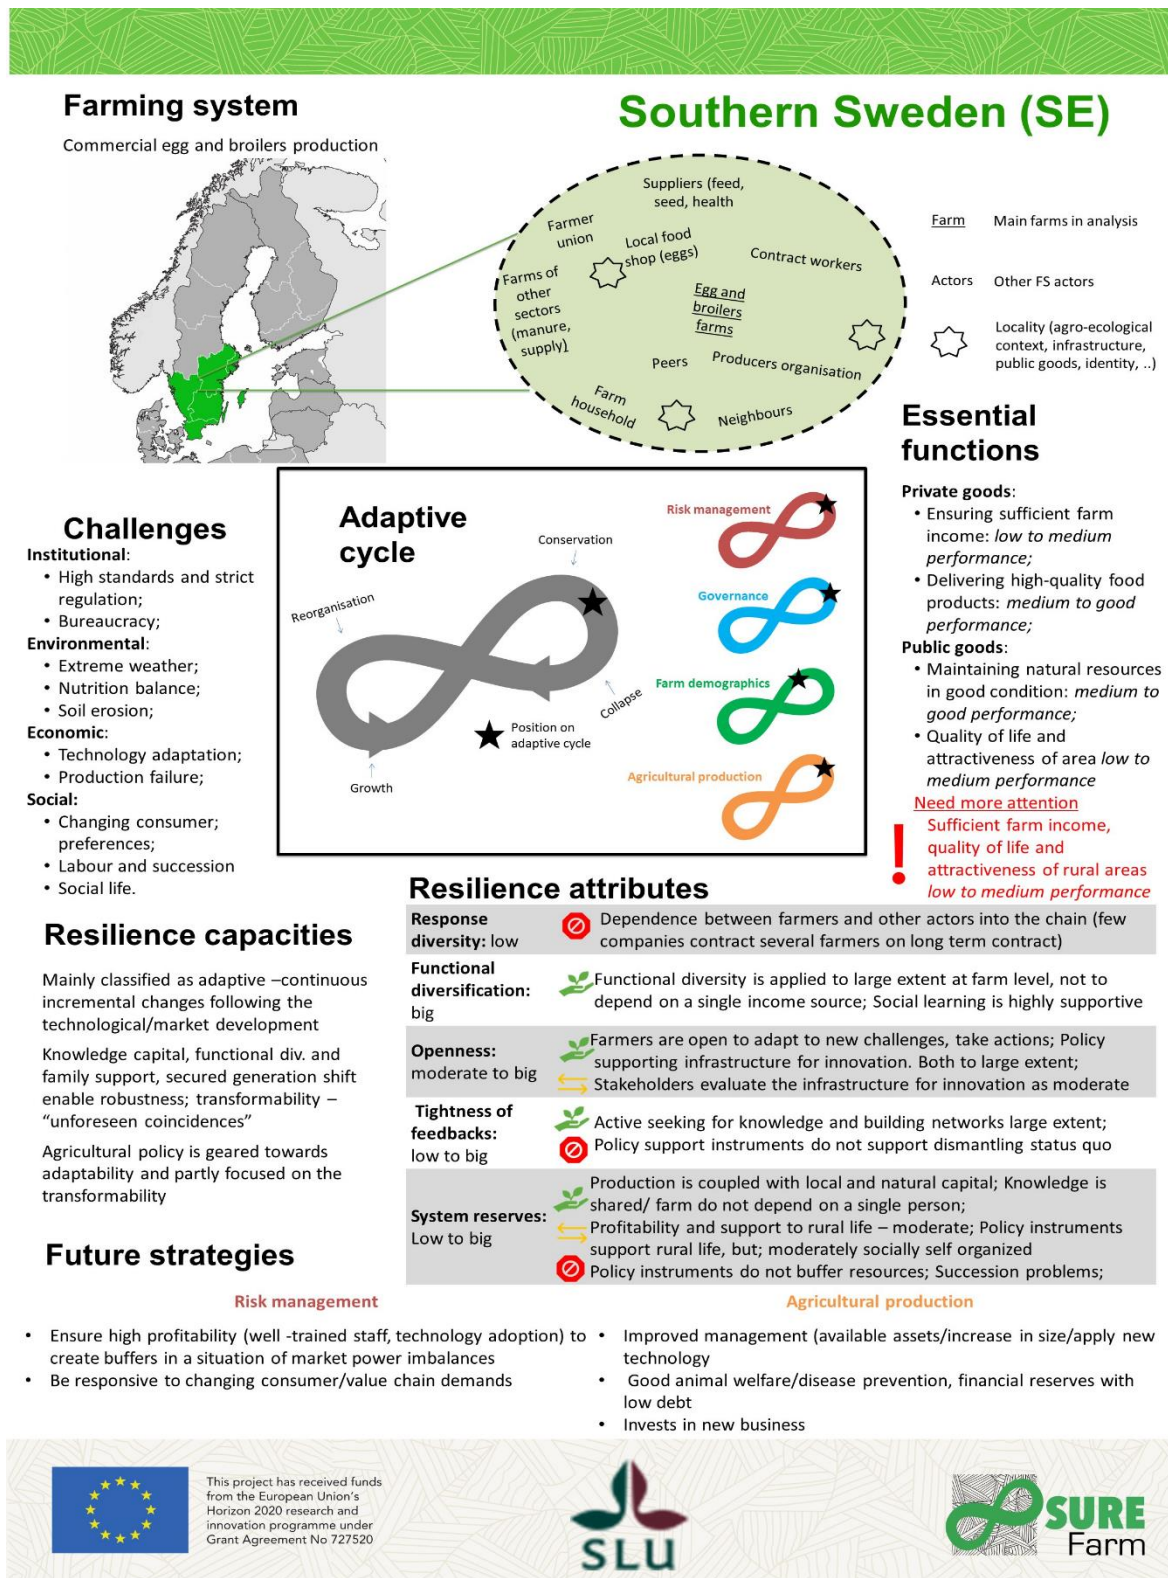 Farming system
Commercial egg and broilers production
Southern Sweden (SE)
Suppliers (feed,
seed, health
Farmer
union
Local food
shop (eggs)
Contract workers
Farms of
other
sectors
(manure,
supply)
Egg and
broilers
farms
Peers
Producers organisation
Farm
household
Neighbours
Farm Main farms in analysis
Actors Other FS actors
Locality (agro-ecological
context, infrastructure,
public goods, identity, ..)
Essential
functions
Private goods:
• Ensuring sufficient farm
income: low to medium
performance;
• Delivering high-quality food
products: medium to good
performance;
Public goods:
• Maintaining natural resources
in good condition: medium to
good performance;
• Quality of life and
attractiveness of area low to
medium performance
Need more attention
! Sufficient farm income,
quality of life and
attractiveness of rural areas
low to medium performance
Challenges
Institutional:
• High standards and strict
regulation;
• Bureaucracy;
Environmental:
• Extreme weather;
• Nutrition balance;
• Soil erosion;
Economic:
• Technology adaptation;
• Production failure;
Social:
• Changing consumer;
preferences;
• Labour and succession
• Social life.
Adaptive
cycle
Conservation
Reorganisation
Collapse
Position on
adaptive cycle
Growth
Risk management
Governance
Farm demographics
Agricultural production
Resilience capacities
Mainly classified as adaptive –continuous
incremental changes following the
technological/market development
Knowledge capital, functional div. and
family support, secured generation shift
enable robustness; transformability –
“unforeseen coincidences”
Agricultural policy is geared towards
adaptability and partly focused on the
transformability
Resilience attributes
Response
diversity: low
Dependence between farmers and other actors into the chain (few
companies contract several farmers on long term contract)
Functional
diversification:
big
Functional diversity is applied to large extent at farm level, not to
depend on a single income source; Social learning is highly supportive
Openness:
moderate to big
Farmers are open to adapt to new challenges, take actions; Policy
supporting infrastructure for innovation. Both to large extent;
Stakeholders evaluate the infrastructure for innovation as moderate
Tightness of
feedbacks:
low to big
Active seeking for knowledge and building networks large extent;
Policy support instruments do not support dismantling status quo
System reserves:
Low to big
Production is coupled with local and natural capital; Knowledge is
shared/ farm do not depend on a single person;
Profitability and support to rural life – moderate; Policy instruments
support rural life, but; moderately socially self organized
Policy instruments do not buffer resources; Succession problems;
Future strategies
Risk management
• Ensure high profitability (well -trained staff, technology adoption) to
create buffers in a situation of market power imbalances
• Be responsive to changing consumer/value chain demands
Agricultural production
• Improved management (available assets/increase in size/apply new
technology
• Good animal welfare/disease prevention, financial reserves with
low debt
• Invests in new business
This project has received funds
from the European Union’s
Horizon 2020 research and
innovation programme under
Grant Agreement No 727520
SLU
SURE
Farm